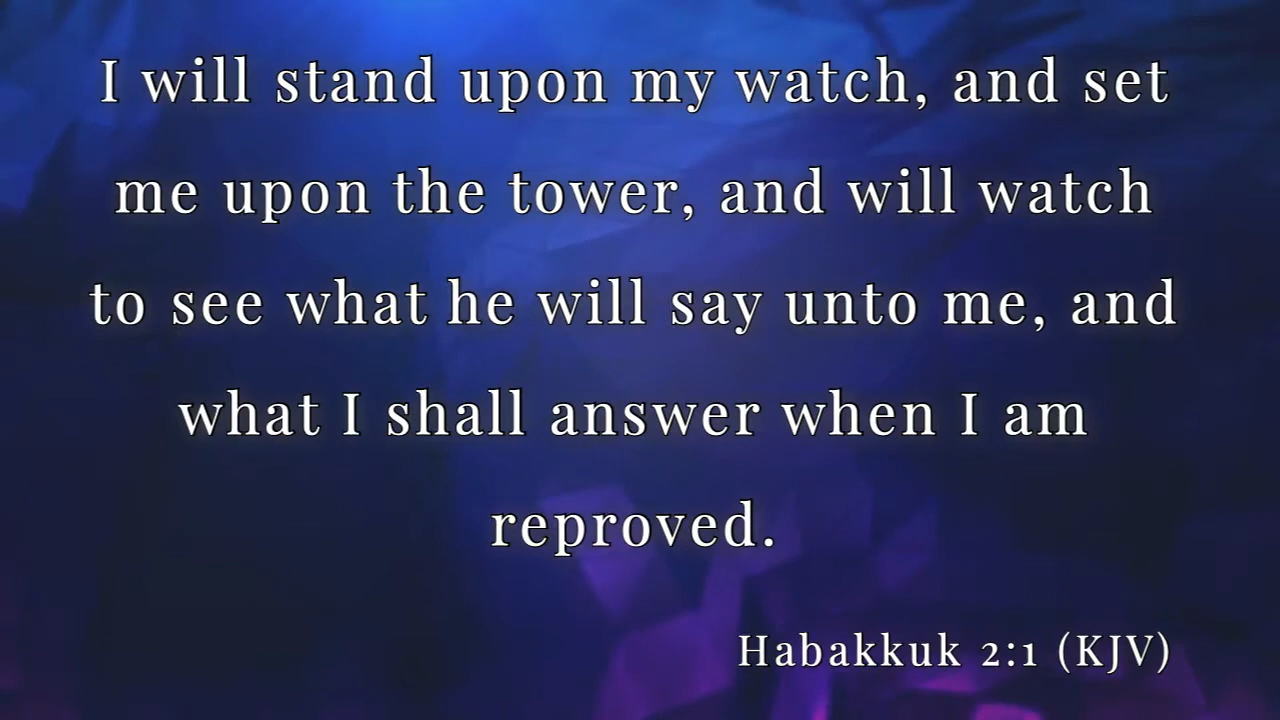 I will stand upon my watch, and set
me upon the tower, and will watch
to see what he will say unto me, and
what I shall answer when I am
reproved.
Habakkuk 2:1 (KJV)